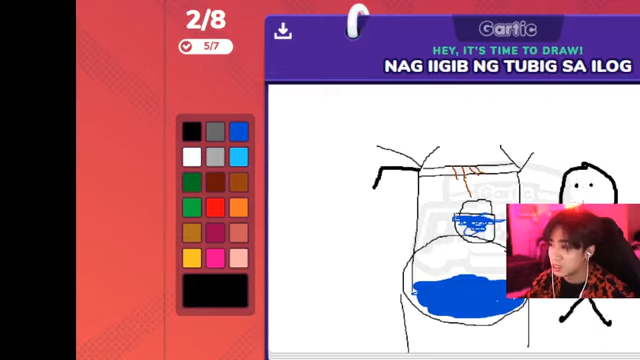 2/8
5/7
Gartic
HEY, IT'S TIME TO DRAW!
NAG IIGIB NG TUBIG SA ILOG